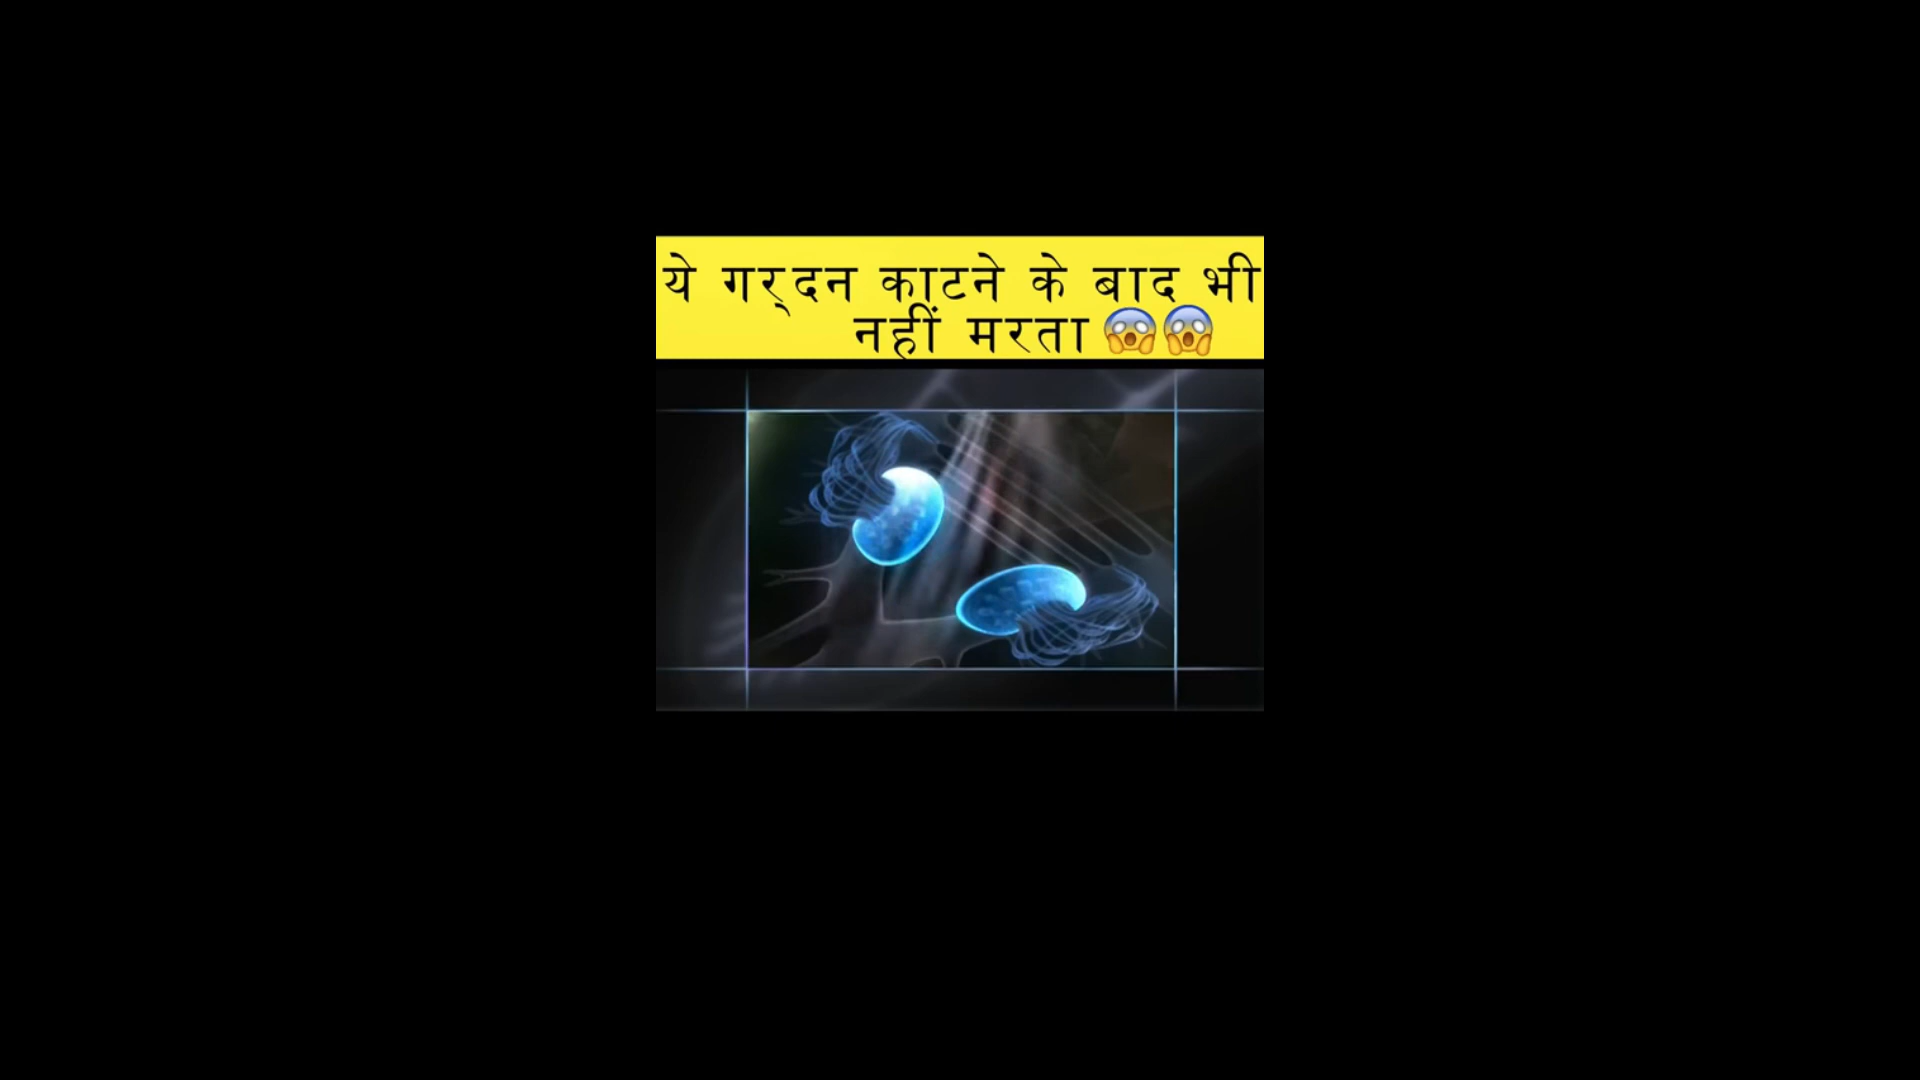 ये गर्‌दन काटने के बाद भी
नहीं मरता 😱😱